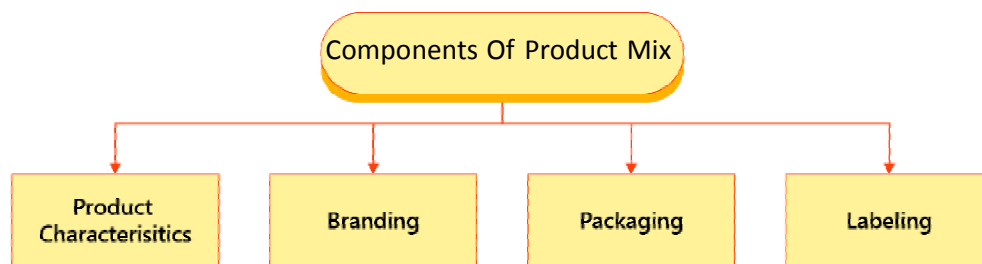 Components Of Product Mix
Product
Characterisitics
Branding
Packaging
Labeling